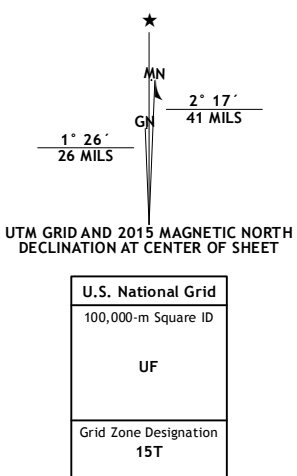 ★
MN
2° 17´
41 MILS
GN
1° 26´
26 MILS
UTM GRID AND 2015 MAGNETIC NORTH
DECLINATION AT CENTER OF SHEET
U.S. National Grid
100,000-m Square ID
UF
Grid Zone Designation
15T